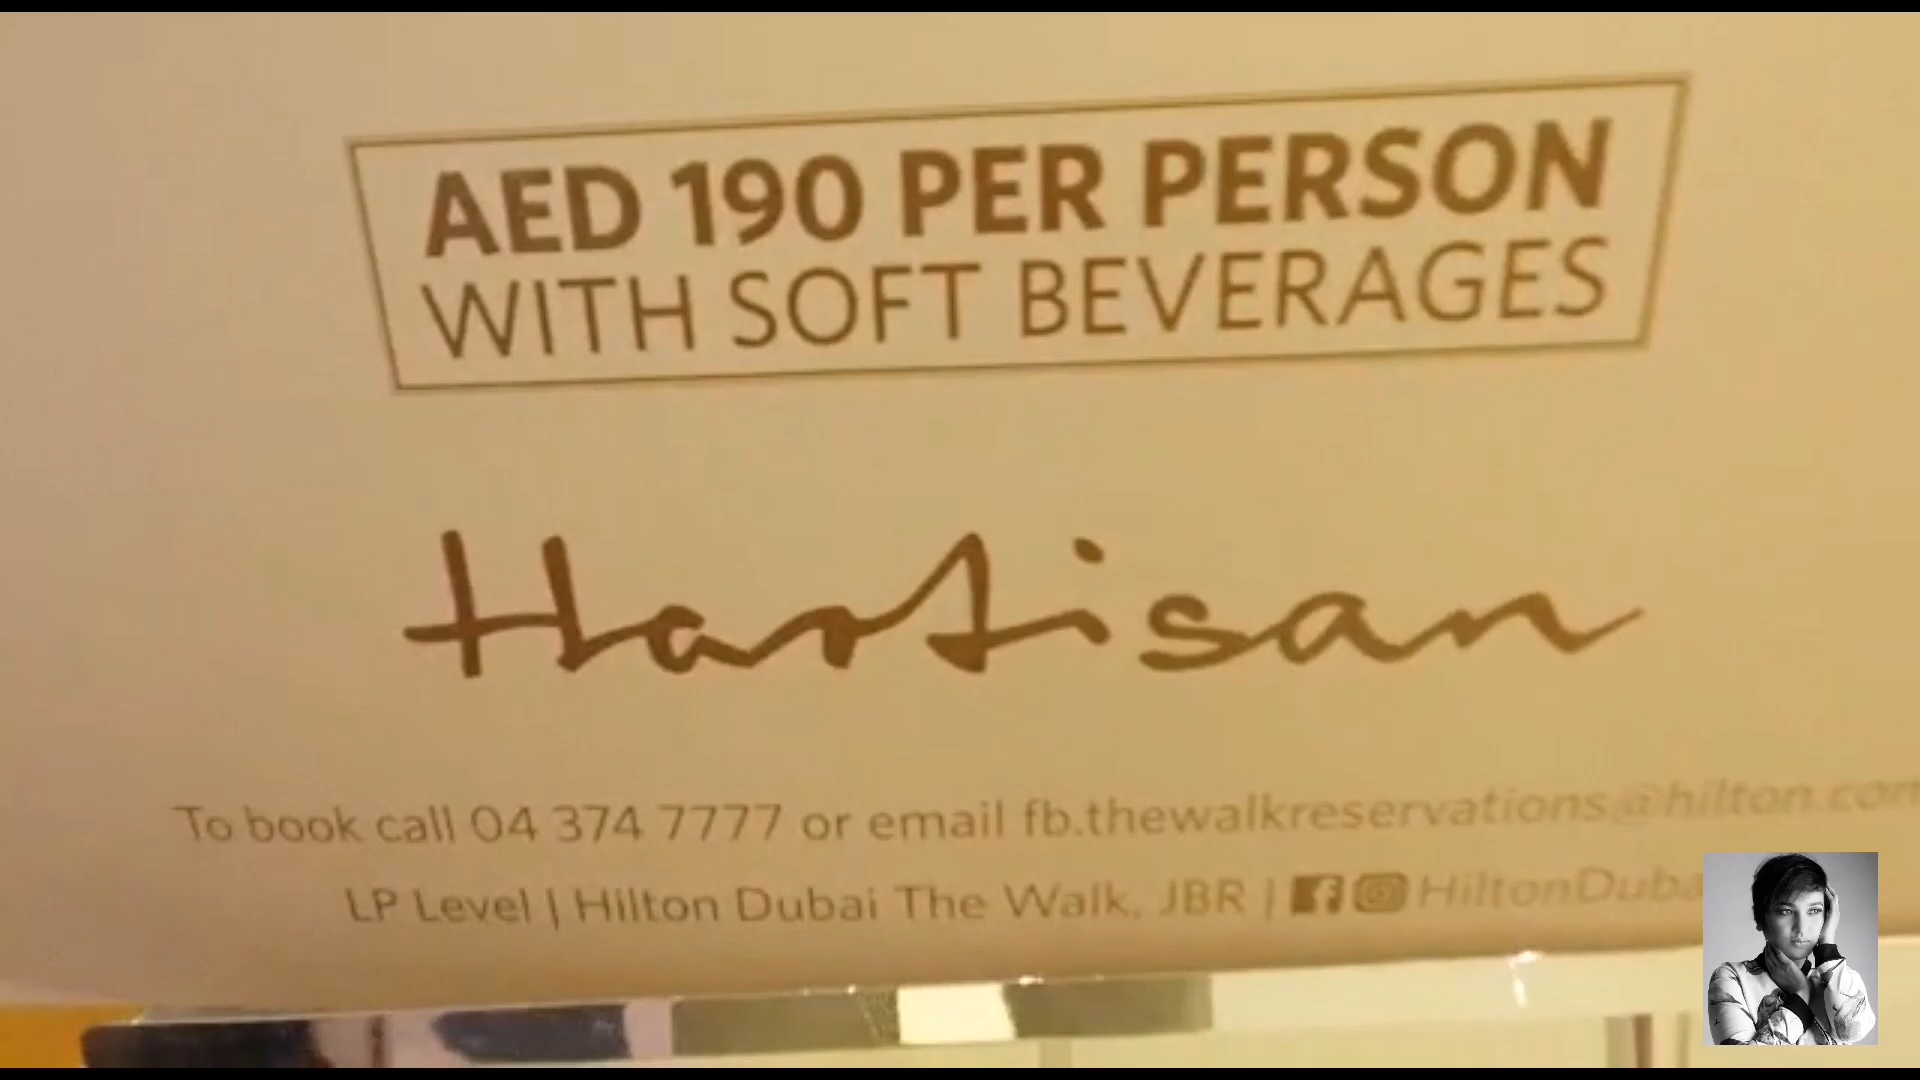 AED 190 PER PERSON
WITH SOFT BEVERAGES
Hartisan
To book call 04 374 7777 or email fb.thewalkreservations@hilton.com
LP Level | Hilton Dubai The Walk, JBR |